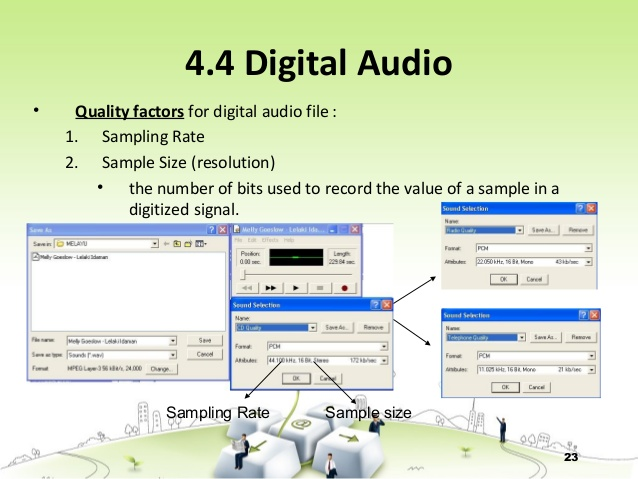 4.4 Digital Audio
• Quality factors for digital audio file :
1. Sampling Rate
2. Sample Size (resolution)
• the number of bits used to record the value of a sample in a
digitized signal.
Save As
Save in: MELAYU
Melly Goeslow - Lelaki Idaman
File name: Melly Goeslow - Lelaki Idaman Save
Save as type: Sounds (*.wav) Cancel
Format: MPEG Layer-3 56 kBit/s, 24,000 Change...
Melly Goeslow - Lelaki Ida...
File Edit Effects Help
Position: Length:
0.00 sec. 229.84 sec.
Sound Selection
Name:
CD Quality Save As... Remove
Format: PCM
Attributes: 44.100 kHz, 16 Bit, Stereo 172 kb/sec
OK Cancel
Sound Selection
Name:
Radio Quality Save As... Remove
Format: PCM
Attributes: 22.050 kHz, 16 Bit, 43 kb/sec
OK Cancel
Sound Selection
Name:
Telephone Quality Save As... Remove
Format: PCM
Attributes: 11.025 kHz, 16 Bit, 21 kb/sec
OK Cancel
Sampling Rate Sample size
23